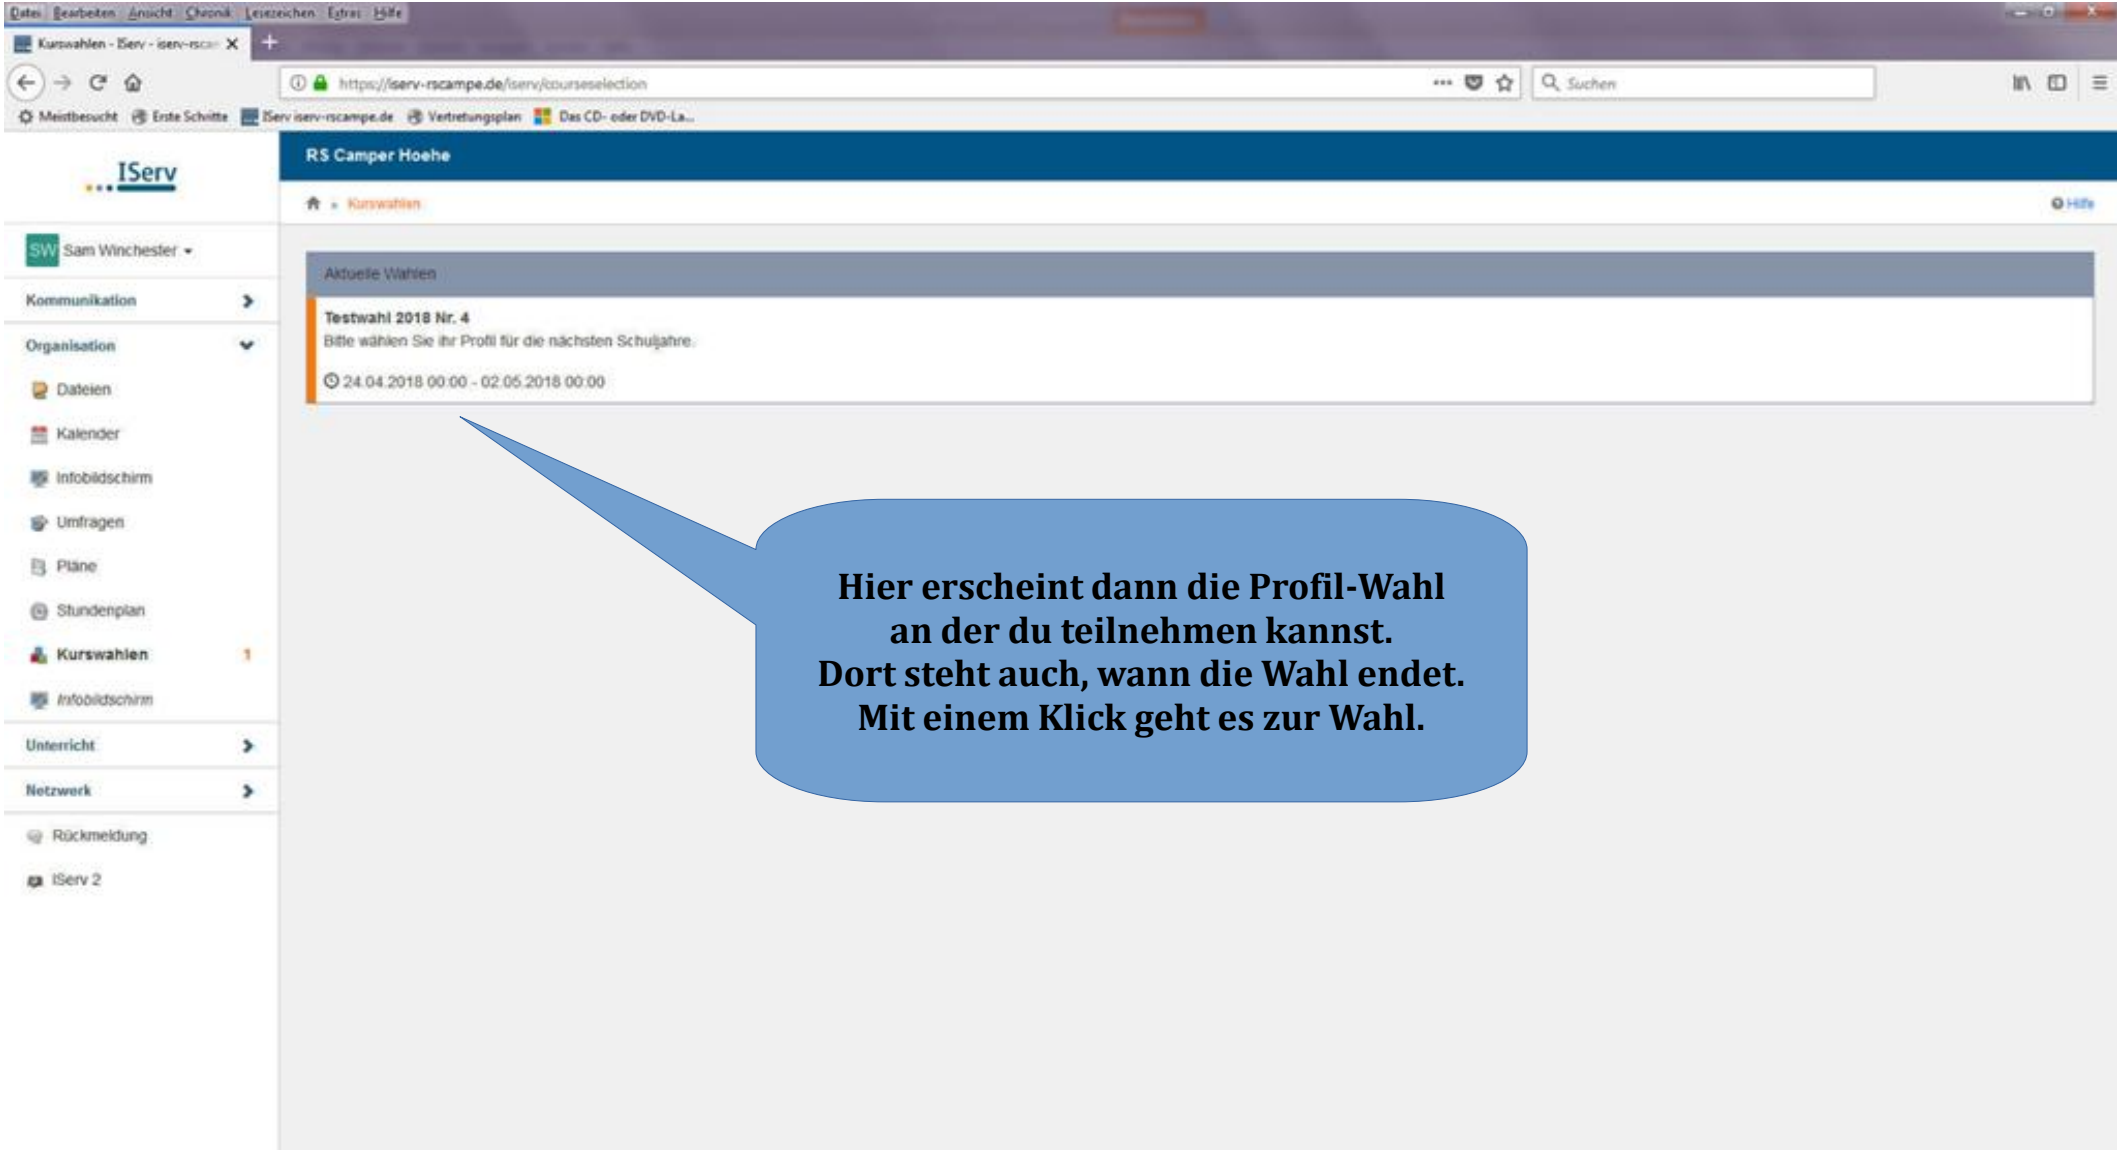 Datei Bearbeiten Ansicht Chronik Lesezeichen Extras Hilfe
Kurswahlen - IServ - iserv-rscam
https://iserv-rscampe.de/iserv/courseselection
Suchen
Meistbesucht Erste Schritte IServ iserv-rscampe.de Vertretungsplan Das CD- oder DVD-La...
IServ
RS Camper Hoehe
» Kurswahlen
Hilfe
SW Sam Winchester
Kommunikation
Organisation
Dateien
Kalender
Infobildschirm
Umfragen
Pläne
Stundenplan
Kurswahlen 1
Infobildschirm
Unterricht
Netzwerk
Rückmeldung
IServ 2
Aktuelle Wahlen
Testwahl 2018 Nr. 4
Bitte wählen Sie ihr Profil für die nächsten Schuljahre.
24.04.2018 00:00 - 02.05.2018 00:00
Hier erscheint dann die Profil-Wahl
an der du teilnehmen kannst.
Dort steht auch, wann die Wahl endet.
Mit einem Klick geht es zur Wahl.